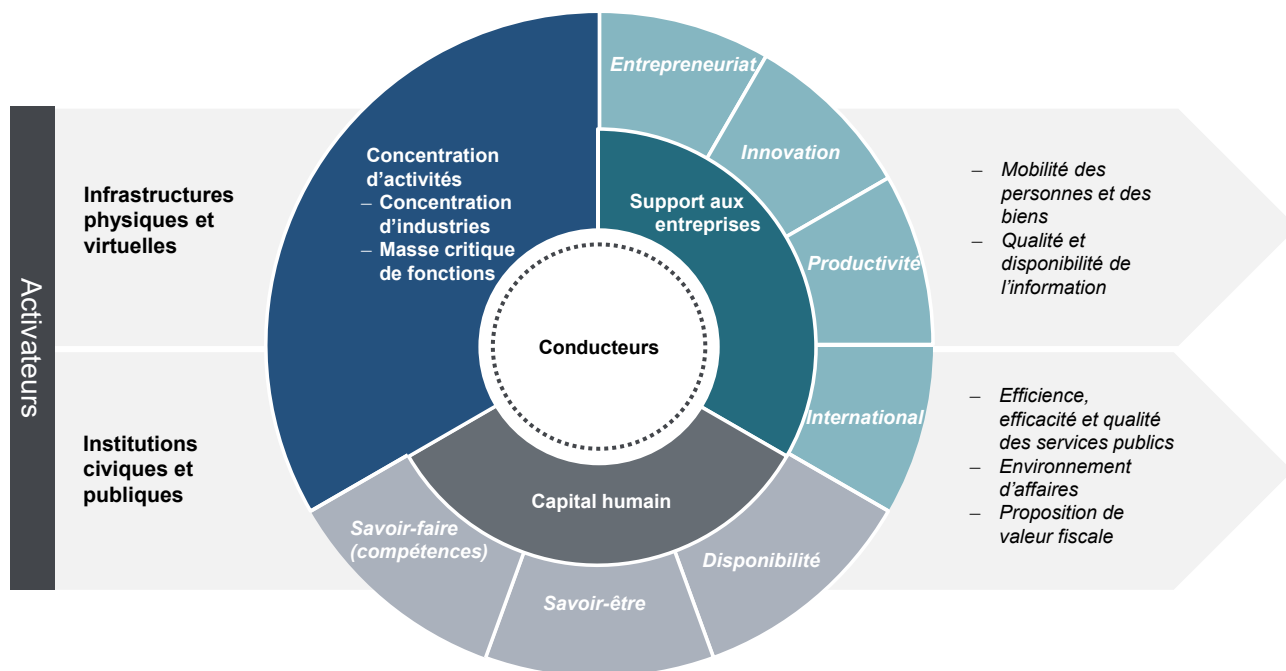 Activateurs
Infrastructures
physiques et
virtuelles
Institutions
civiques et
publiques
Concentration
d’activités
– Concentration
d’industries
– Masse critique
de fonctions
Conducteurs
Support aux
entreprises
Entrepreneuriat
Innovation
Productivité
International
Capital humain
Savoir-faire
(compétences)
Savoir-être
Disponibilité
– Mobilité des
personnes et des
biens
– Qualité et
disponibilité de
l’information
– Efficience,
efficacité et qualité
des services publics
– Environnement
d’affaires
– Proposition de
valeur fiscale